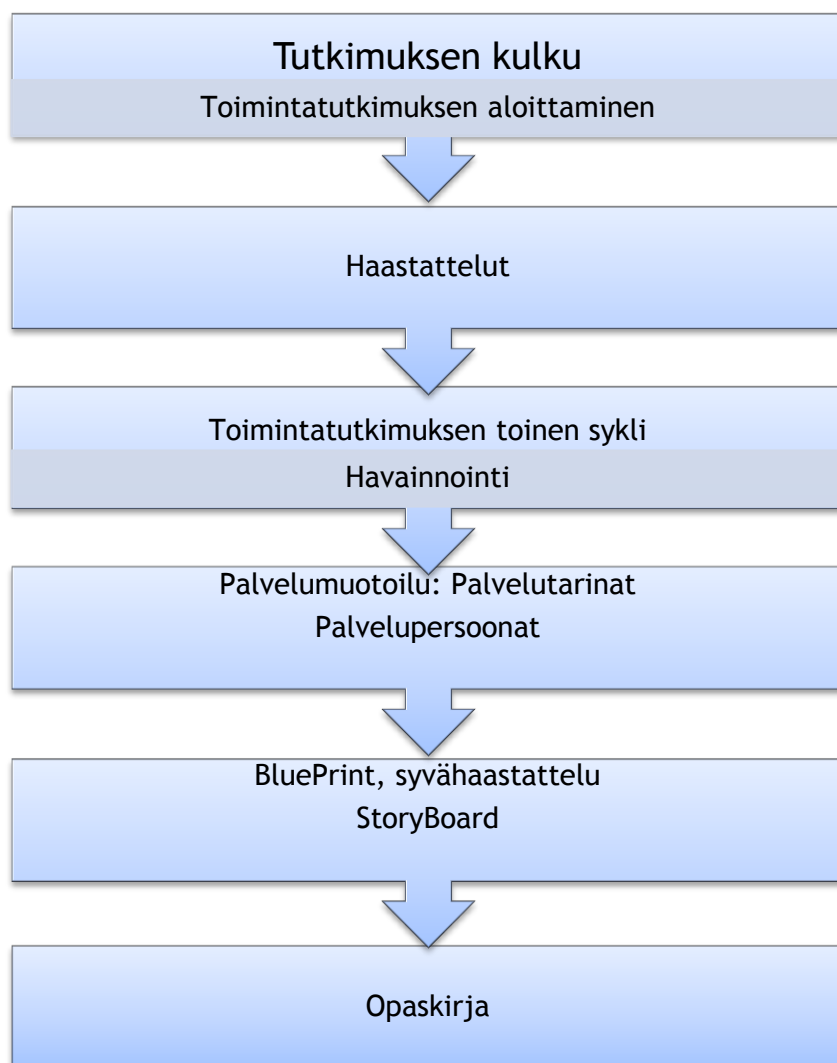 Tutkimuksen kulku
Toimintatutkimuksen aloittaminen
Haastattelut
Toimintatutkimuksen toinen sykli
Havainnointi
Palvelumuotoilu: Palvelutarinat
Palvelupersoonat
BluePrint, syvähaastattelu
StoryBoard
Opaskirja